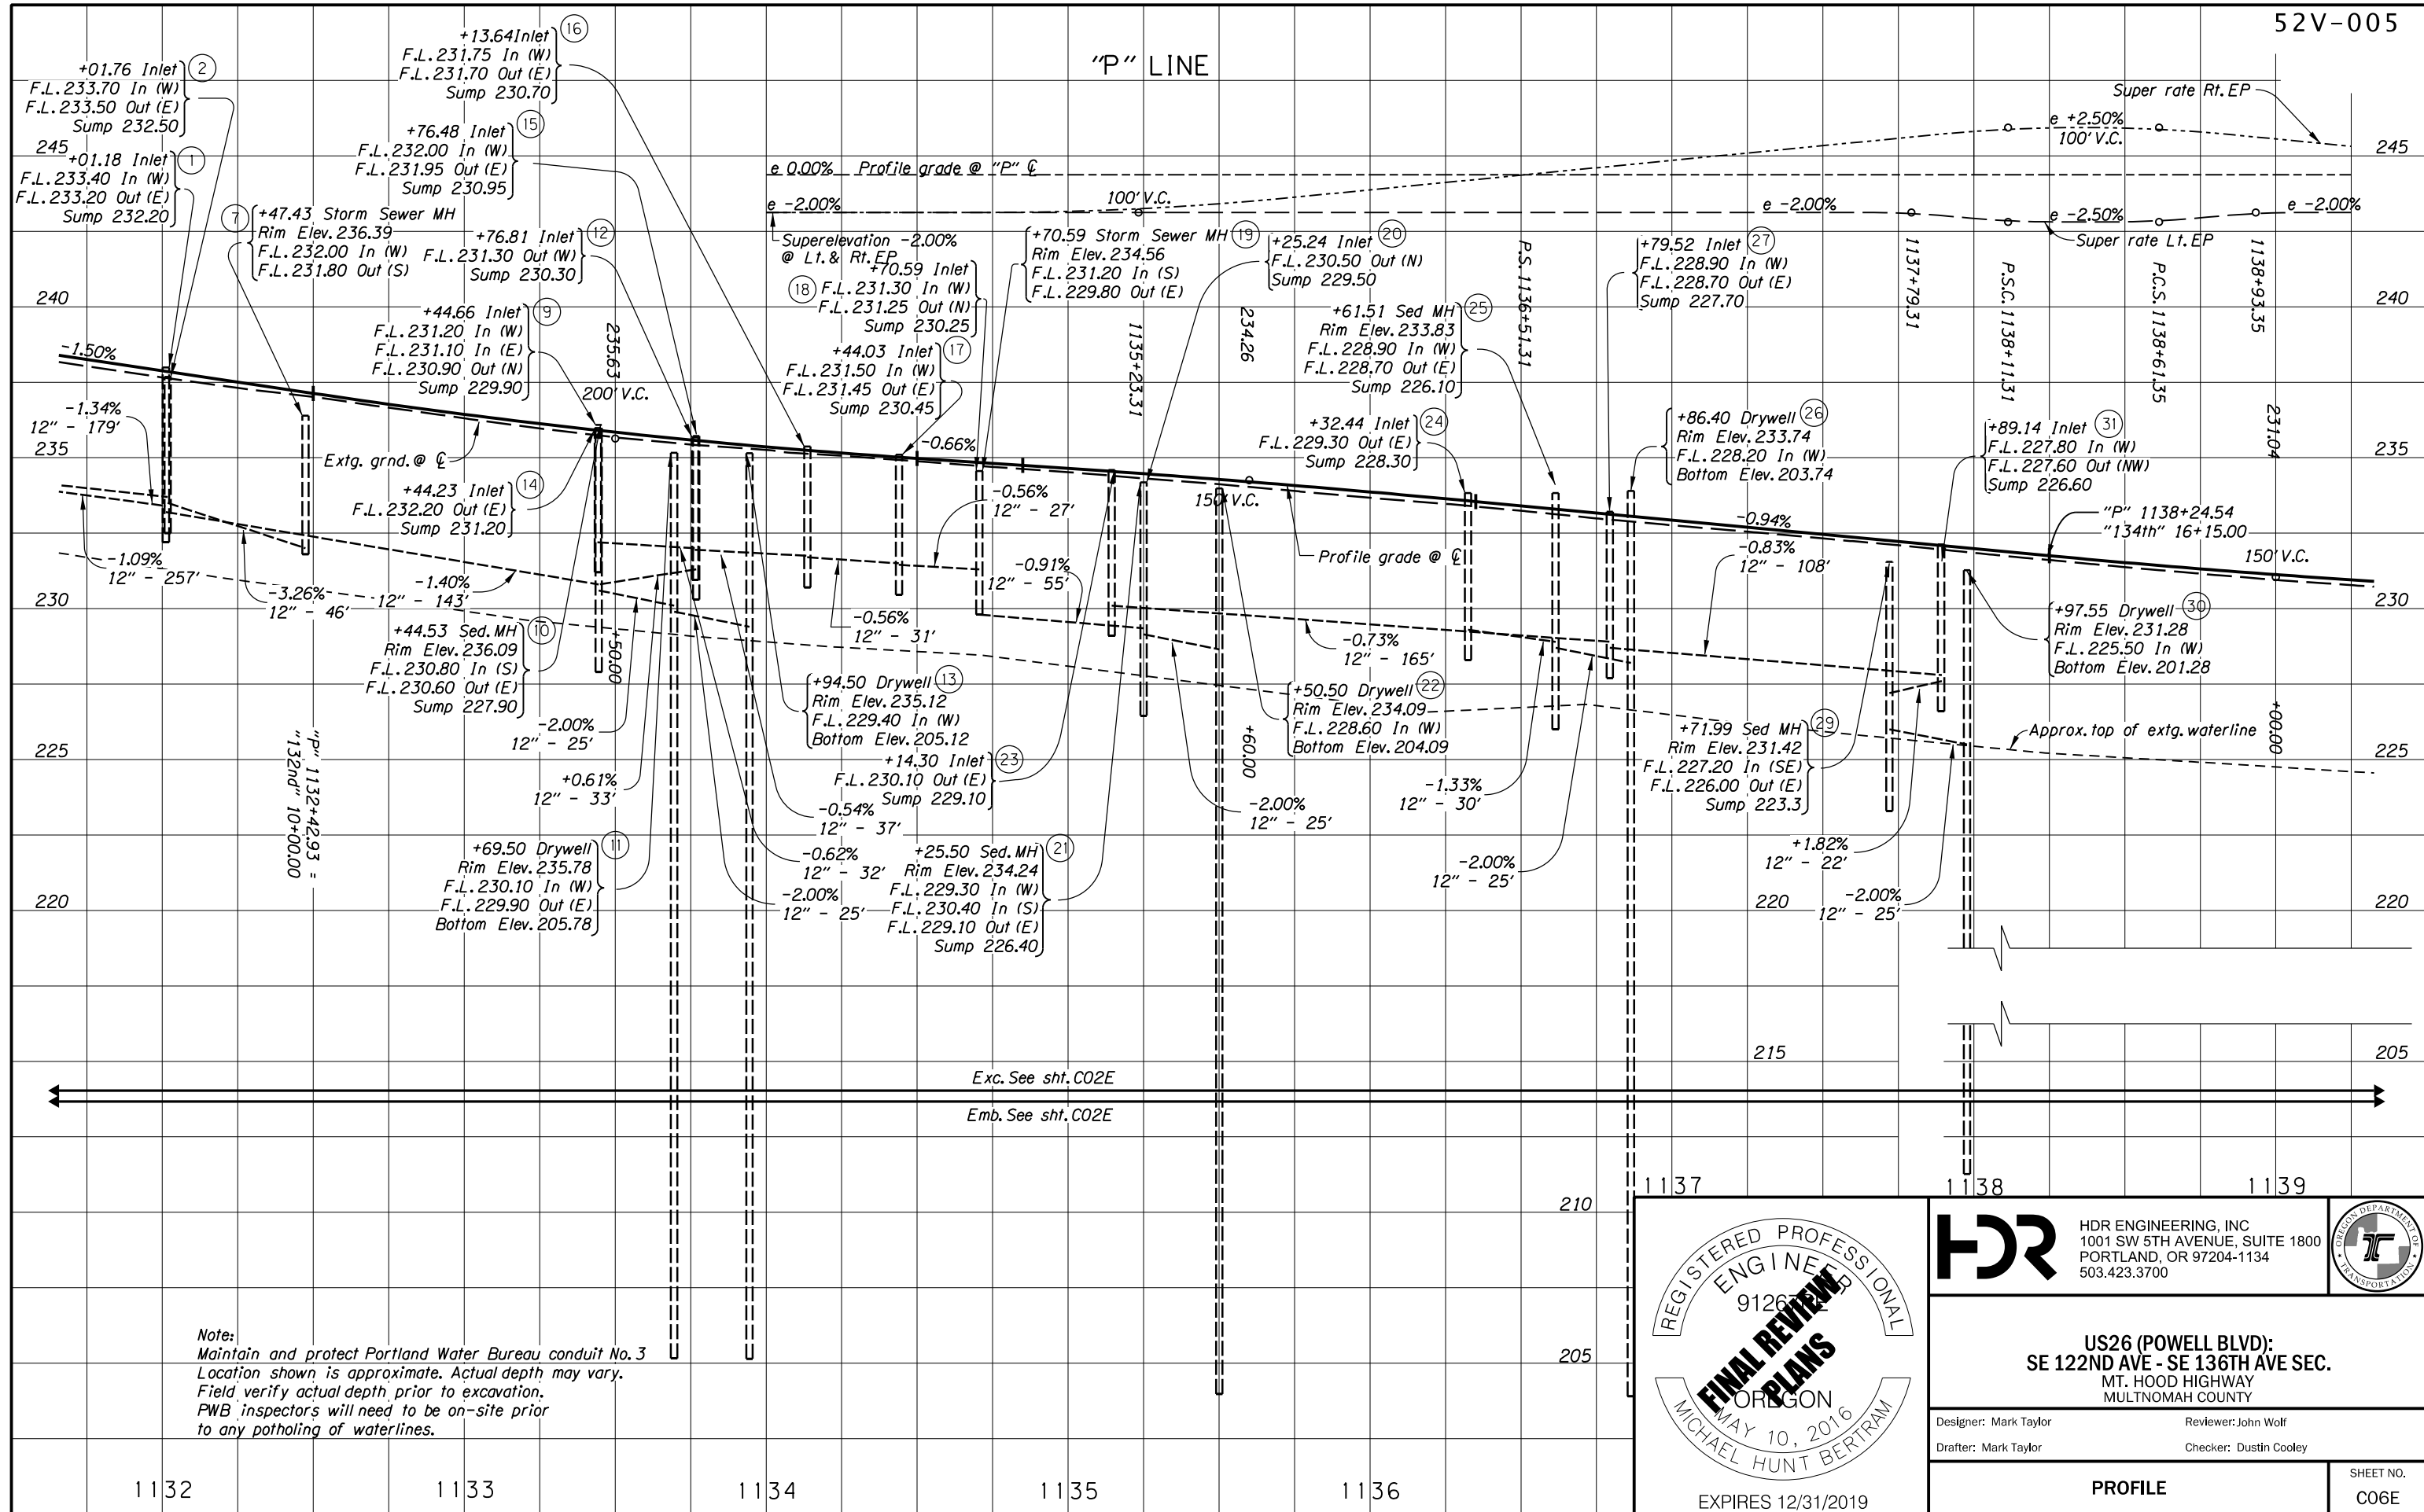 52V-005
"P" LINE
+13.64 Inlet 16
F.L. 231.75 In (W)
F.L. 231.70 Out (E)
Sump 230.70
+01.76 Inlet 2
F.L. 233.70 In (W)
F.L. 233.50 Out (E)
Sump 232.50
+76.48 Inlet 15
F.L. 232.00 In (W)
F.L. 231.95 Out (E)
Sump 230.95
245
+01.18 Inlet 1
F.L. 233.40 In (W)
F.L. 233.20 Out (E)
Sump 232.20
7 +47.43 Storm Sewer MH
Rim Elev. 236.39
F.L. 232.00 In (W)
F.L. 231.80 Out (S)
+76.81 Inlet 12
F.L. 231.30 Out (W)
Sump 230.30
Super rate Rt. EP
e +2.50%
100' V.C.
245
e 0.00% Profile grade @ "P" ℄
e -2.00%
100' V.C.
e -2.00%
e -2.50%
e -2.00%
Super rate Lt. EP
Superelevation -2.00%
@ Lt. & Rt. EP
+70.59 Inlet
18 F.L. 231.30 In (W)
F.L. 231.25 Out (N)
Sump 230.25
+70.59 Storm Sewer MH 19
Rim Elev. 234.56
F.L. 231.20 In (S)
F.L. 229.80 Out (E)
+25.24 Inlet 20
F.L. 230.50 Out (N)
Sump 229.50
P.S. 1136+51.31
+79.52 Inlet 27
F.L. 228.90 In (W)
F.L. 228.70 Out (E)
Sump 227.70
1137+79.31
P.S.C. 1138+11.31
P.C.S. 1138+61.35
1138+93.35
240
240
+44.66 Inlet 9
F.L. 231.20 In (W)
F.L. 231.10 In (E)
F.L. 230.90 Out (N)
Sump 229.90
235.63
200' V.C.
+44.03 Inlet 17
F.L. 231.50 In (W)
F.L. 231.45 Out (E)
Sump 230.45
1135+23.31
234.26
+61.51 Sed MH 25
Rim Elev. 233.83
F.L. 228.90 In (W)
F.L. 228.70 Out (E)
Sump 226.10
-1.50%
-1.34%
12" - 179'
235
Extg. grnd. @ ℄
+44.23 Inlet 14
F.L. 232.20 Out (E)
Sump 231.20
-0.66%
-0.56%
12" - 27'
150' V.C.
+32.44 Inlet 24
F.L. 229.30 Out (E)
Sump 228.30
+86.40 Drywell 26
Rim Elev. 233.74
F.L. 228.20 In (W)
Bottom Elev. 203.74
+89.14 Inlet 31
F.L. 227.80 In (W)
F.L. 227.60 Out (NW)
Sump 226.60
231.04
235
"P" 1138+24.54
"134th" 16+15.00
150' V.C.
-1.09%
12" - 257'
-3.26%
12" - 46'
-1.40%
12" - 143'
-0.91%
12" - 55'
Profile grade @ ℄
-0.94%
-0.83%
12" - 108'
230
230
+44.53 Sed. MH 10
Rim Elev. 236.09
F.L. 230.80 In (S)
F.L. 230.60 Out (E)
Sump 227.90
+50.00
-0.56%
12" - 31'
-0.73%
12" - 165'
+97.55 Drywell 30
Rim Elev. 231.28
F.L. 225.50 In (W)
Bottom Elev. 201.28
+94.50 Drywell 13
Rim Elev. 235.12
F.L. 229.40 In (W)
Bottom Elev. 205.12
+50.50 Drywell 22
Rim Elev. 234.09
F.L. 228.60 In (W)
Bottom Elev. 204.09
-2.00%
12" - 25'
+60.00
+71.99 Sed MH 29
Rim Elev. 231.42
F.L. 227.20 In (SE)
F.L. 226.00 Out (E)
Sump 223.3
Approx. top of extg. waterline
+00.00
225
225
"P" 1132+42.93 =
"132nd" 10+00.00
+0.61%
12" - 33'
+14.30 Inlet 23
F.L. 230.10 Out (E)
Sump 229.10
-0.54%
12" - 37'
-2.00%
12" - 25'
-1.33%
12" - 30'
+69.50 Drywell 11
Rim Elev. 235.78
F.L. 230.10 In (W)
F.L. 229.90 Out (E)
Bottom Elev. 205.78
-0.62%
12" - 32'
-2.00%
12" - 25'
+25.50 Sed. MH 21
Rim Elev. 234.24
F.L. 229.30 In (W)
F.L. 230.40 In (S)
F.L. 229.10 Out (E)
Sump 226.40
-2.00%
12" - 25'
+1.82%
12" - 22'
-2.00%
12" - 25'
220
220
220
215
205
Exc. See sht. C02E
Emb. See sht. C02E
1137
1138
1139
210
205
Note:
Maintain and protect Portland Water Bureau conduit No. 3
Location shown is approximate. Actual depth may vary.
Field verify actual depth prior to excavation.
PWB inspectors will need to be on-site prior
to any potholing of waterlines.
1132
1133
1134
1135
1136
REGISTERED PROFESSIONAL
ENGINEER
FINAL REVIEW
PLANS
OREGON
MAY 10, 2016
MICHAEL HUNT BERTRAM
EXPIRES 12/31/2019
HDR
HDR ENGINEERING, INC
1001 SW 5TH AVENUE, SUITE 1800
PORTLAND, OR 97204-1134
503.423.3700
OREGON DEPARTMENT OF TRANSPORTATION
US26 (POWELL BLVD):
SE 122ND AVE - SE 136TH AVE SEC.
MT. HOOD HIGHWAY
MULTNOMAH COUNTY
Designer: Mark Taylor
Reviewer: John Wolf
Drafter: Mark Taylor
Checker: Dustin Cooley
PROFILE
SHEET NO.
C06E